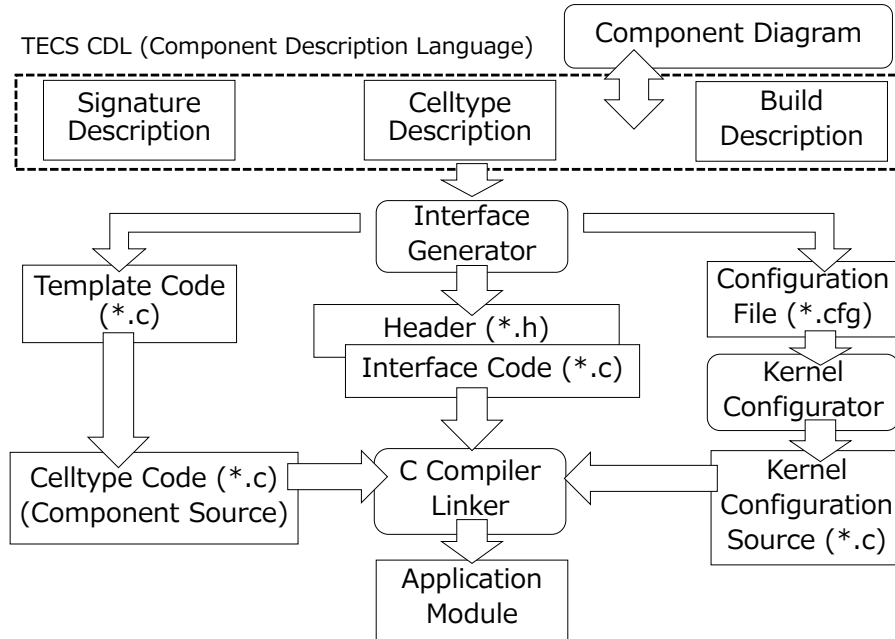 Component Diagram
TECS CDL (Component Description Language)
Signature
Description
Celltype
Description
Build
Description
Interface
Generator
Template Code
(*.c)
Header (*.h)
Interface Code (*.c)
Configuration
File (*.cfg)
Kernel
Configurator
Celltype Code (*.c)
(Component Source)
C Compiler
Linker
Kernel
Configuration
Source (*.c)
Application
Module